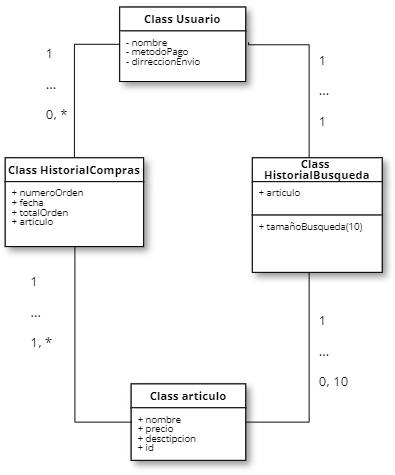 Class Usuario
- nombre
- metodoPago
- dirreccionEnvio
1
...
0, *
1
...
1
Class HistorialCompras
+ numeroOrden
+ fecha
+ totalOrden
+ articulo
Class
HistorialBusqueda
+ articulo
+ tamañoBusqueda(10)
1
...
1, *
1
...
0, 10
Class articulo
+ nombre
+ precio
+ desctipcion
+ id